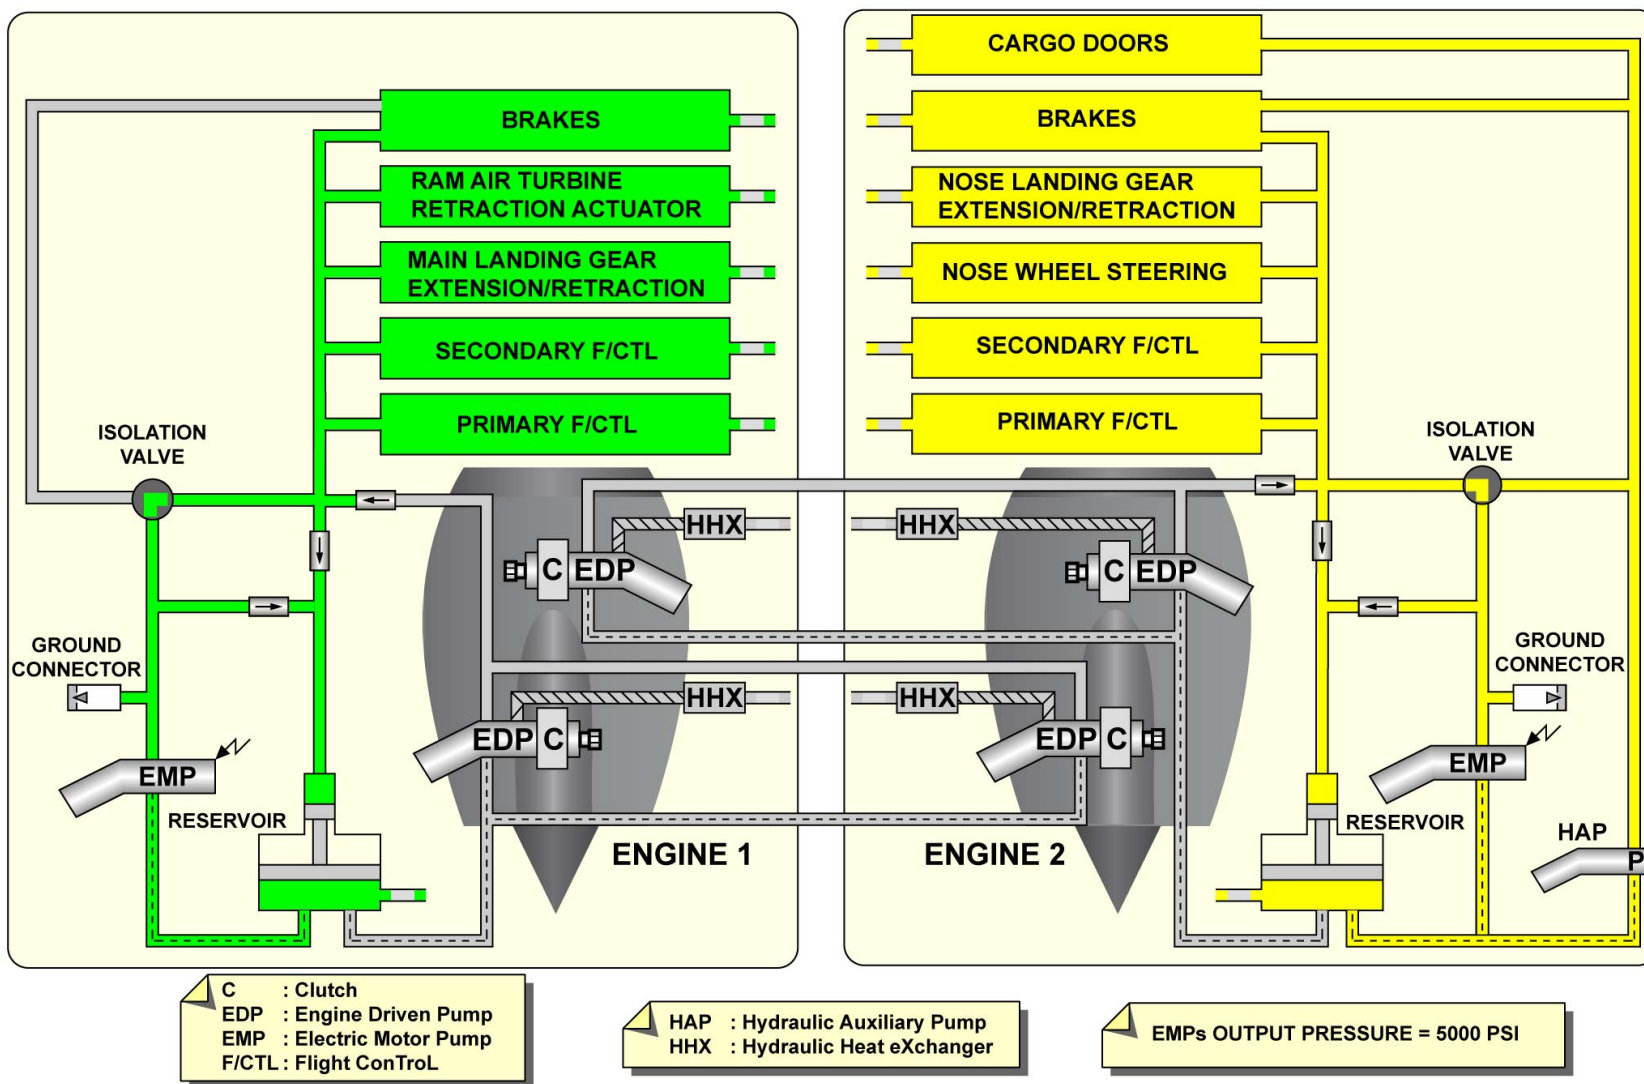 CARGO DOORS
BRAKES
BRAKES
RAM AIR TURBINE
RETRACTION ACTUATOR
NOSE LANDING GEAR
EXTENSION/RETRACTION
MAIN LANDING GEAR
EXTENSION/RETRACTION
NOSE WHEEL STEERING
SECONDARY F/CTL
SECONDARY F/CTL
PRIMARY F/CTL
PRIMARY F/CTL
ISOLATION
VALVE
ISOLATION
VALVE
HHX
HHX
C EDP
C EDP
GROUND
CONNECTOR
GROUND
CONNECTOR
HHX
HHX
EDP C
EDP C
EMP
EMP
RESERVOIR
RESERVOIR
HAP
P
ENGINE 1
ENGINE 2
C : Clutch
EDP : Engine Driven Pump
EMP : Electric Motor Pump
F/CTL : Flight ConTroL
HAP : Hydraulic Auxiliary Pump
HHX : Hydraulic Heat eXchanger
EMPs OUTPUT PRESSURE = 5000 PSI